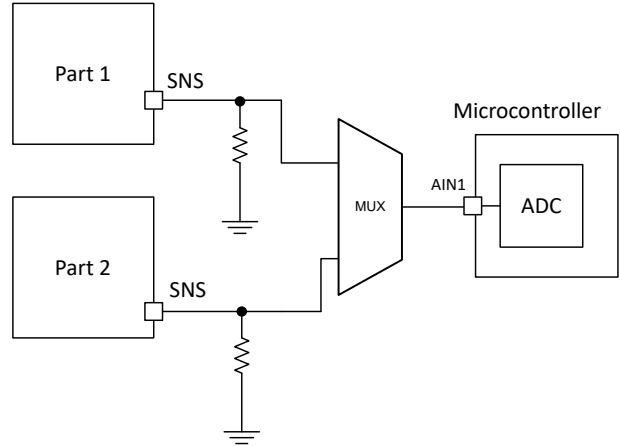 Part 1
SNS
Microcontroller
AIN1
MUX
ADC
Part 2
SNS